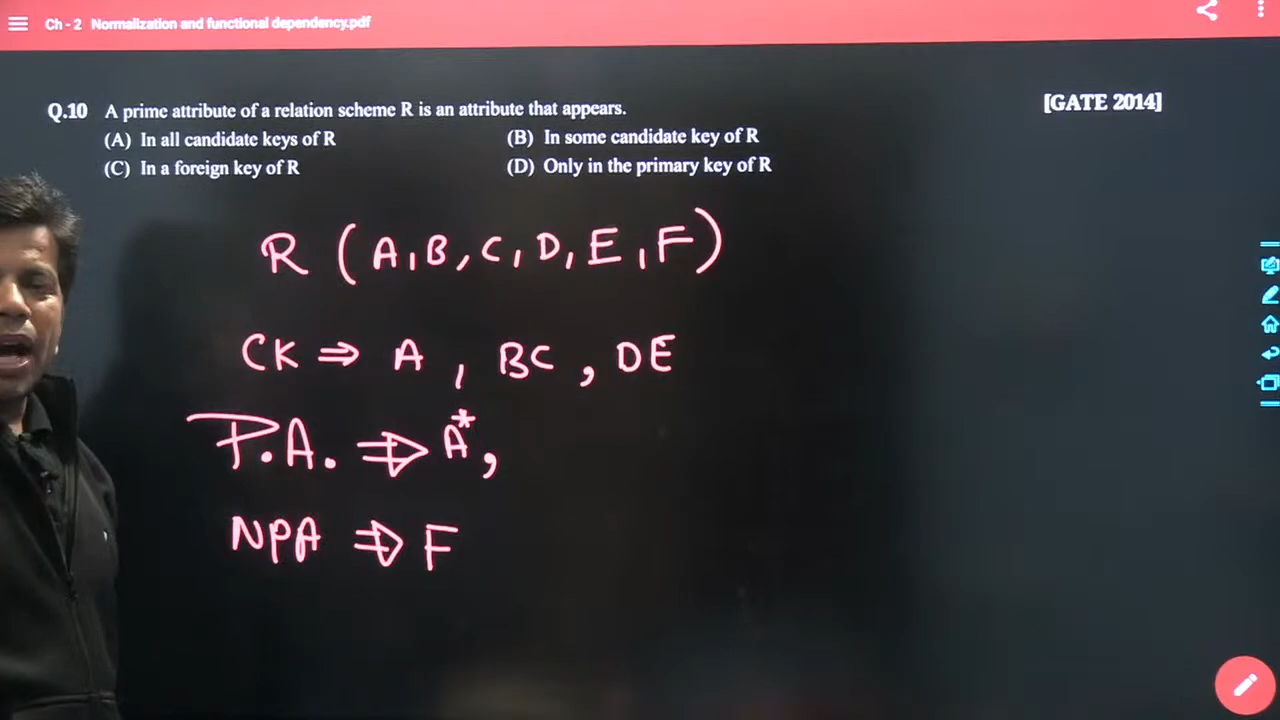 Ch - 2 Normalization and functional dependency.pdf
Q.10 A prime attribute of a relation scheme R is an attribute that appears. [GATE 2014]
(A) In all candidate keys of R (B) In some candidate key of R
(C) In a foreign key of R (D) Only in the primary key of R
R (A, B, C, D, E, F)
CK ⇒ A, BC, DE
P.A. ⇒ A*,
NPA ⇒ F